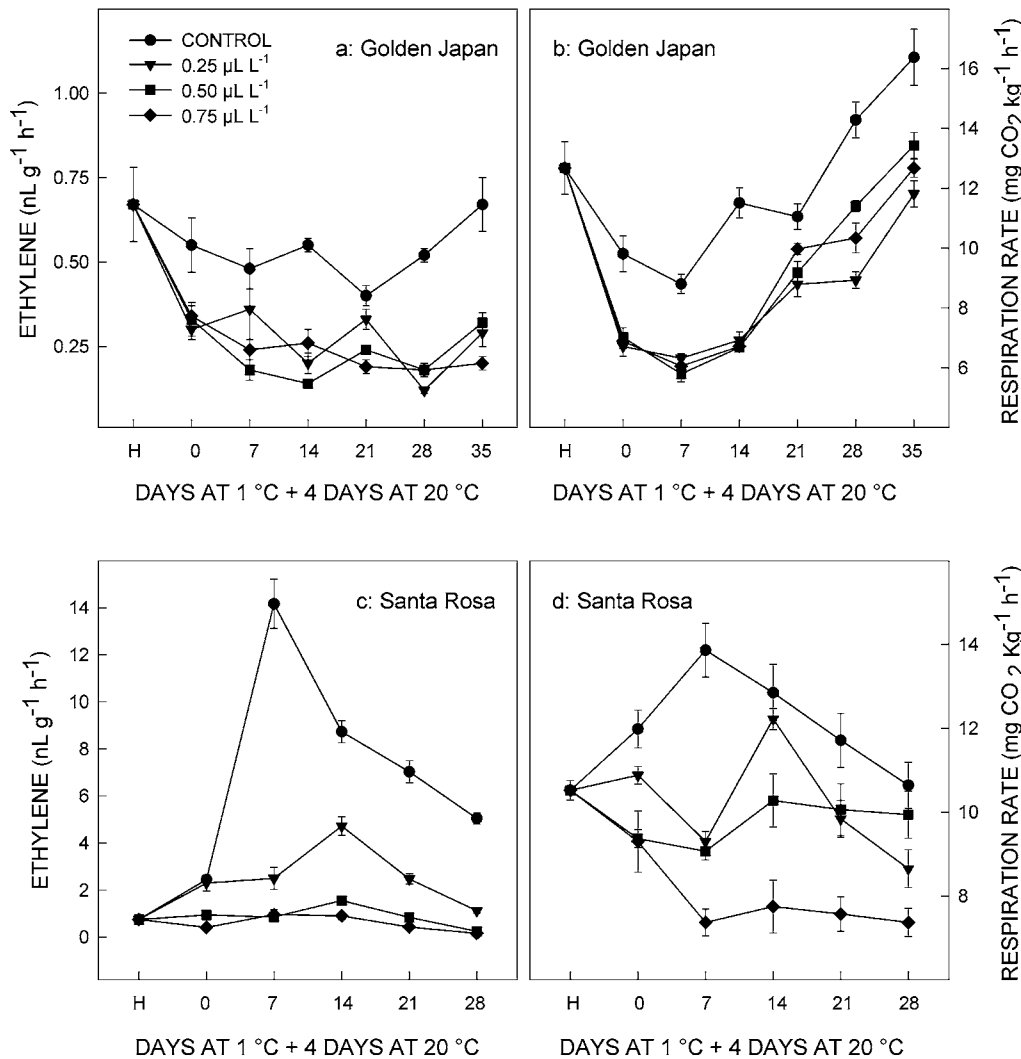 CONTROL
0.25 µL L⁻¹
0.50 µL L⁻¹
0.75 µL L⁻¹
a: Golden Japan
ETHYLENE (nL g⁻¹ h⁻¹)
1.00
0.75
0.50
0.25
H 0 7 14 21 28 35
DAYS AT 1 °C + 4 DAYS AT 20 °C
b: Golden Japan
RESPIRATION RATE (mg CO₂ kg⁻¹ h⁻¹)
16
14
12
10
8
6
H 0 7 14 21 28 35
DAYS AT 1 °C + 4 DAYS AT 20 °C
c: Santa Rosa
ETHYLENE (nL g⁻¹ h⁻¹)
14
12
10
8
6
4
2
0
H 0 7 14 21 28
DAYS AT 1 °C + 4 DAYS AT 20 °C
d: Santa Rosa
RESPIRATION RATE (mg CO ₂ Kg⁻¹ h⁻¹)
14
12
10
8
H 0 7 14 21 28
DAYS AT 1 °C + 4 DAYS AT 20 °C